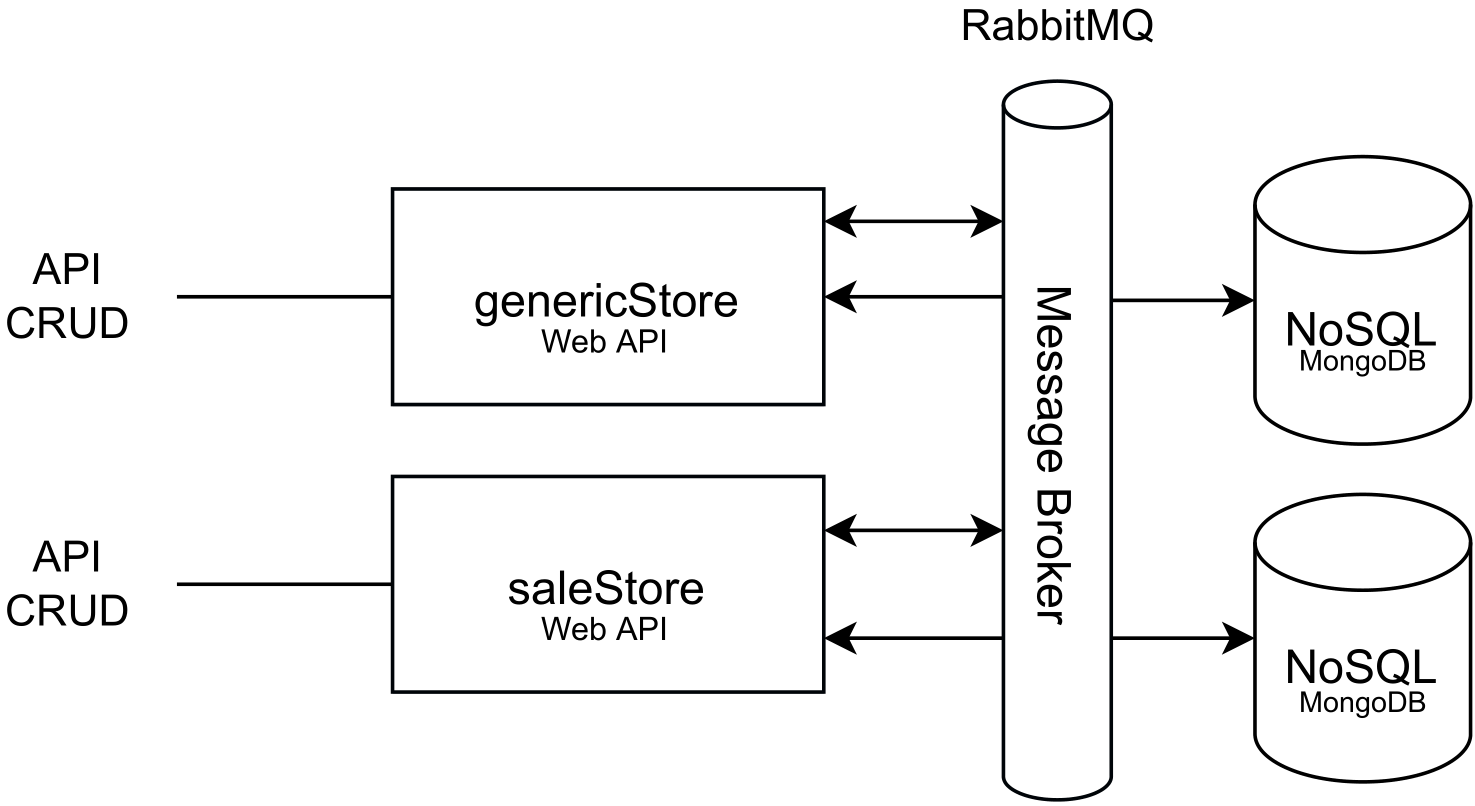 RabbitMQ
API
CRUD
genericStore
Web API
Message Broker
NoSQL
MongoDB
API
CRUD
saleStore
Web API
NoSQL
MongoDB